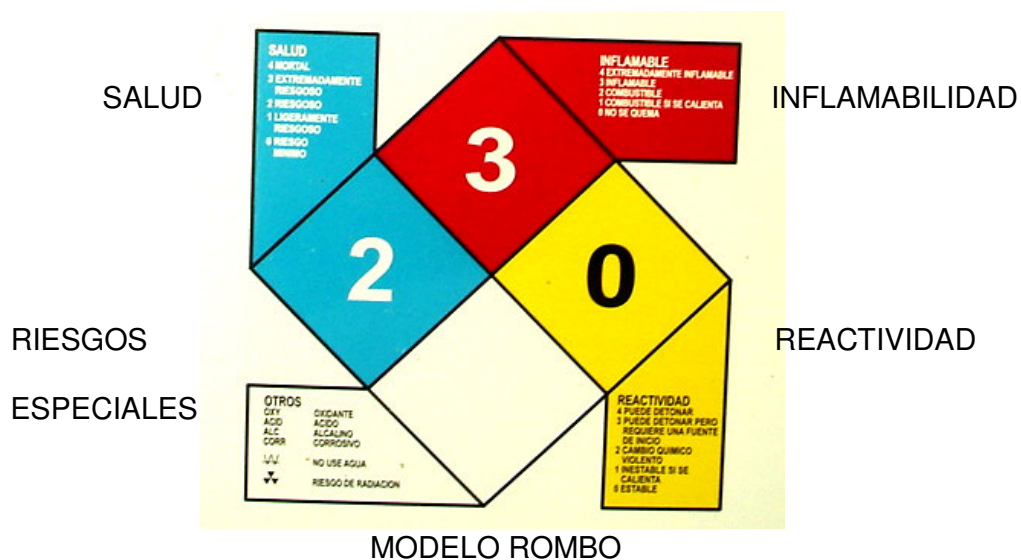 SALUD
SALUD
4 MORTAL
3 EXTREMADAMENTE
RIESGOSO
2 RIESGOSO
1 LIGERAMENTE
RIESGOSO
0 RIESGO
MINIMO
INFLAMABLE
4 EXTREMADAMENTE INFLAMABLE
3 INFLAMABLE
2 COMBUSTIBLE
1 COMBUSTIBLE SI SE CALIENTA
0 NO SE QUEMA
INFLAMABILIDAD
3
2
0
RIESGOS
ESPECIALES
OTROS
OXY OXIDANTE
ACID ACIDO
ALC ALCALINO
CORR CORROSIVO
W NO USE AGUA
RIESGO DE RADIACION
REACTIVIDAD
REACTIVIDAD
4 PUEDE DETONAR
3 PUEDE DETONAR PERO
REQUIERE UNA FUENTE
DE INICIO
2 CAMBIO QUIMICO
VIOLENTO
1 INESTABLE SI SE
CALIENTA
0 ESTABLE
MODELO ROMBO